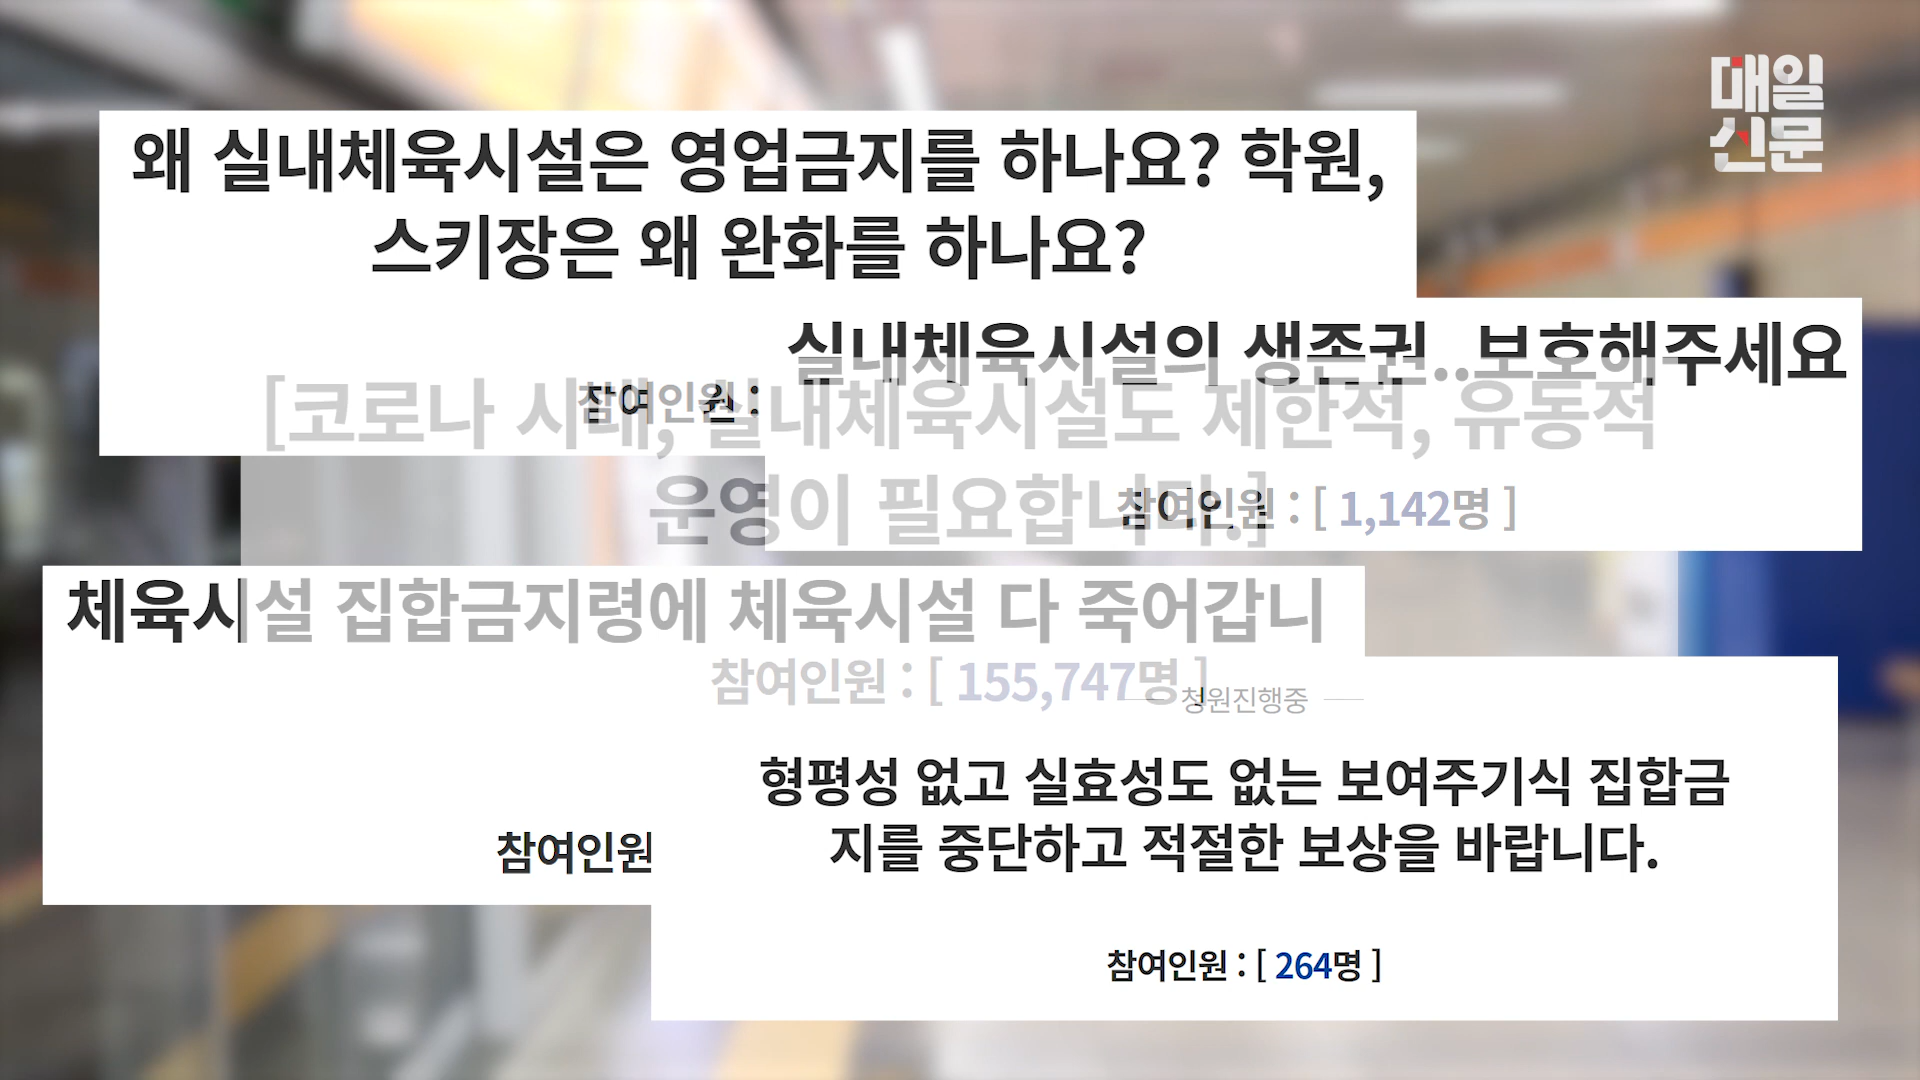 매일
신문
왜 실내체육시설은 영업금지를 하나요? 학원,
스키장은 왜 완화를 하나요?
참여인원 :
실내체육시설의 생존권..보호해주세요
[코로나 시대, 실내체육시설도 제한적, 유동적
운영이 필요합니다.]
참여인원 : [ 1,142명 ]
체육시설 집합금지령에 체육시설 다 죽어갑니
참여인원 : [ 155,747명 ]
청원진행중
참여인원
형평성 없고 실효성도 없는 보여주기식 집합금
지를 중단하고 적절한 보상을 바랍니다.
참여인원 : [ 264명 ]